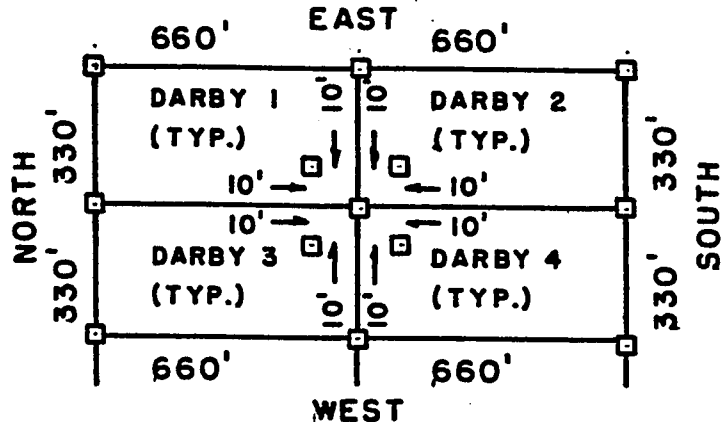 EAST
660' 660'
DARBY 1 10' 10' DARBY 2
(TYP.) (TYP.)
330' 330'
NORTH SOUTH
10' 10'
10' 10'
DARBY 3 DARBY 4
(TYP.) (TYP.)
330' 330'
10' 10'
660' 660'
WEST